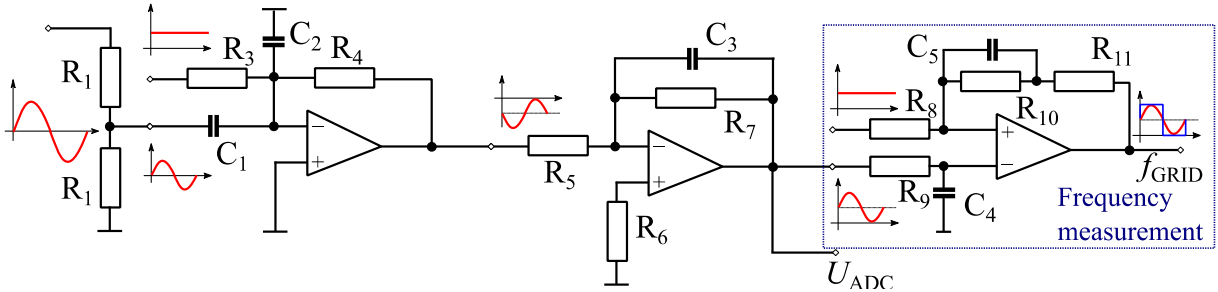 R1
R1
C1
R3
C2
R4
−
+
R5
C3
R7
−
+
R6
UADC
R8
R9
C5
R10
R11
C4
+
−
fGRID
Frequency
measurement